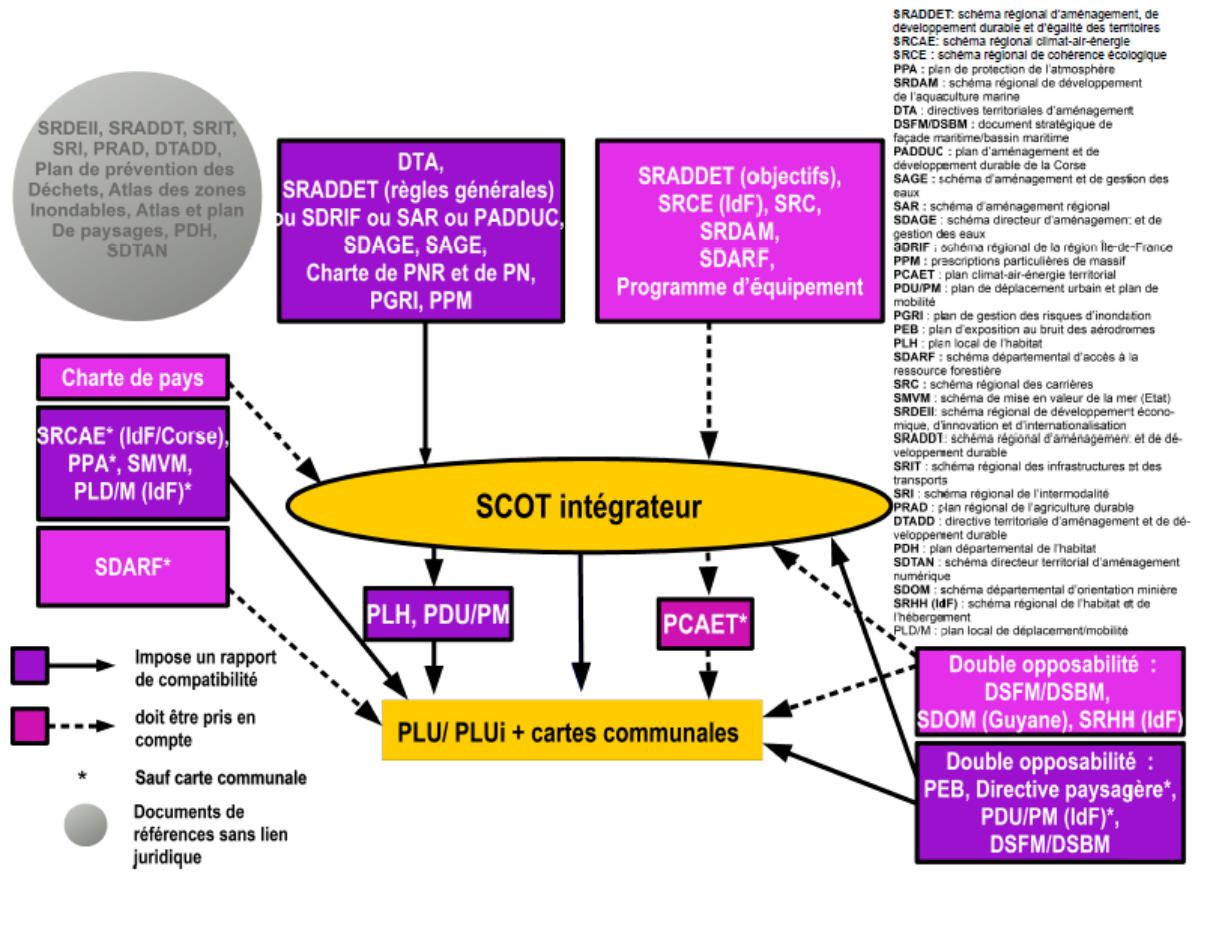 SRADDET: schéma régional d'aménagement, de
développement durable et d'égalité des territoires
SRCAE: schéma régional climat-air-énergie
SRCE : schéma régional de cohérence écologique
PPA : plan de protection de l'atmosphère
SRDAM : schéma régional de développement
de l'aquaculture marine
DTA : directives territoriales d'aménagement
DSFM/DSBM : document stratégique de
façade maritime/bassin maritime
PADDUC : plan d'aménagement et de
développement durable de la Corse
SAGE : schéma d'aménagement et de gestion des
eaux
SAR : schéma d'aménagement régional
SDAGE : schéma directeur d'aménagement et de
gestion des eaux
SDRIF : schéma régional de la région Île-de-France
PPM : prescriptions particulières de massif
PCAET : plan climat-air-énergie territorial
PDU/PM : plan de déplacement urbain et plan de
mobilité
PGRI : plan de gestion des risques d'inondation
PEB : plan d'exposition au bruit des aérodromes
PLH : plan local de l'habitat
SDARF : schéma départemental d'accès à la
ressource forestière
SRC : schéma régional des carrières
SMVM : schéma de mise en valeur de la mer (Etat)
SRDEII: schéma régional de développement écono-
mique, d'innovation et d'internationalisation
SRADDT: schéma régional d'aménagement et de dé-
veloppement durable
SRIT : schéma régional des infrastructures et des
transports
SRI : schéma régional de l'intermodalité
PRAD : plan régional de l'agriculture durable
DTADD : directive territoriale d'aménagement et de dé-
veloppement durable
PDH : plan départemental de l'habitat
SDTAN : schéma directeur territorial d'aménagement
numérique
SDOM : schéma départemental d'orientation minière
SRHH (IdF) : schéma régional de l'habitat et de
l'hébergement
PLD/M : plan local de déplacement/mobilité
SRDEII, SRADDT, SRIT,
SRI, PRAD, DTADD,
Plan de prévention des
Déchets, Atlas des zones
Inondables, Atlas et plan
De paysages, PDH,
SDTAN
DTA,
SRADDET (règles générales)
ou SDRIF ou SAR ou PADDUC,
SDAGE, SAGE,
Charte de PNR et de PN,
PGRI, PPM
SRADDET (objectifs),
SRCE (IdF), SRC,
SRDAM,
SDARF,
Programme d'équipement
Charte de pays
SRCAE* (IdF/Corse),
PPA*, SMVM,
PLD/M (IdF)*
SDARF*
SCOT intégrateur
PLH, PDU/PM
PCAET*
PLU/ PLUi + cartes communales
Double opposabilité :
DSFM/DSBM,
SDOM (Guyane), SRHH (IdF)
Double opposabilité :
PEB, Directive paysagère*,
PDU/PM (IdF)*,
DSFM/DSBM
Impose un rapport
de compatibilité
doit être pris en
compte
* Sauf carte communale
Documents de
références sans lien
juridique